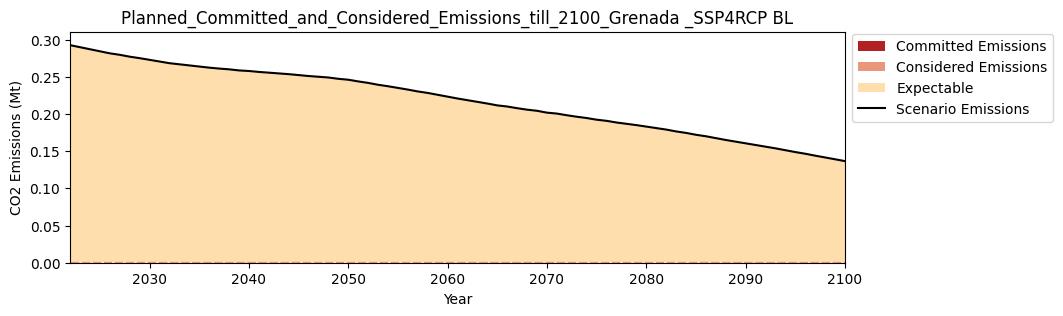 Planned_Committed_and_Considered_Emissions_till_2100_Grenada _SSP4RCP BL
CO2 Emissions (Mt)
0.30
0.25
0.20
0.15
0.10
0.05
0.00
2030 2040 2050 2060 2070 2080 2090 2100
Year
Committed Emissions
Considered Emissions
Expectable
Scenario Emissions